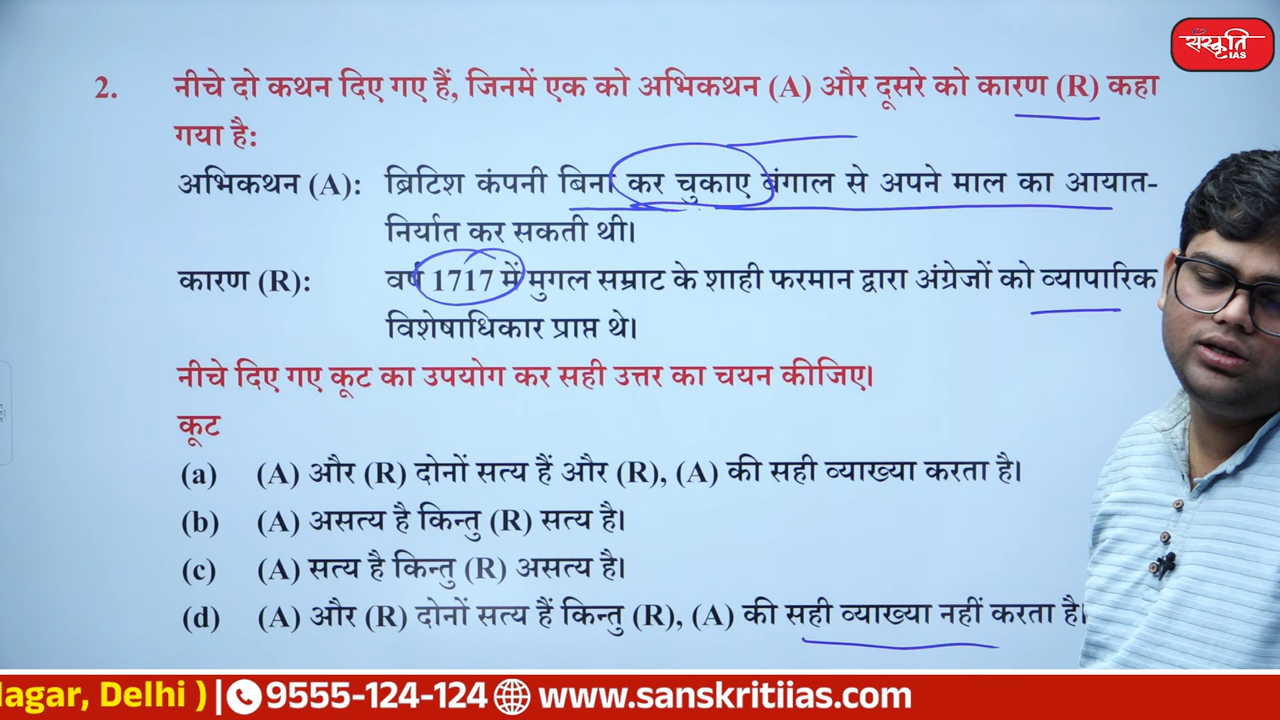 संस्कृति
IAS
2. नीचे दो कथन दिए गए हैं, जिनमें एक को अभिकथन (A) और दूसरे को कारण (R) कहा
गया है:
अभिकथन (A): ब्रिटिश कंपनी बिना कर चुकाए बंगाल से अपने माल का आयात-
निर्यात कर सकती थी।
कारण (R): वर्ष 1717 में मुगल सम्राट के शाही फरमान द्वारा अंग्रेजों को व्यापारिक
विशेषाधिकार प्राप्त थे।
नीचे दिए गए कूट का उपयोग कर सही उत्तर का चयन कीजिए।
कूट
(a) (A) और (R) दोनों सत्य हैं और (R), (A) की सही व्याख्या करता है।
(b) (A) असत्य है किन्तु (R) सत्य है।
(c) (A) सत्य है किन्तु (R) असत्य है।
(d) (A) और (R) दोनों सत्य हैं किन्तु (R), (A) की सही व्याख्या नहीं करता है।
Nagar, Delhi ) | 9555-124-124 www.sanskritiias.com